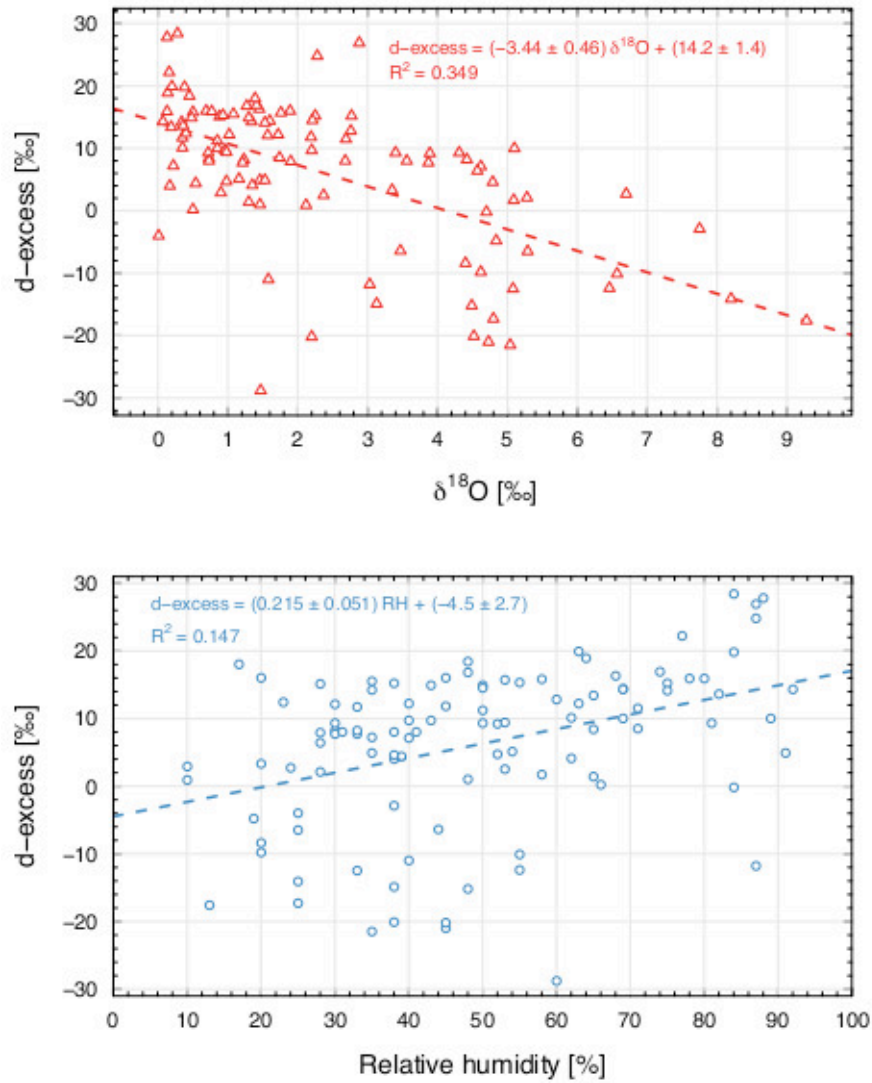 d−excess = (−3.44 ± 0.46) δ¹⁸O + (14.2 ± 1.4)
R² = 0.349
30
20
10
0
−10
−20
−30
d−excess [‰]
0 1 2 3 4 5 6 7 8 9
δ¹⁸O [‰]
d−excess = (0.215 ± 0.051) RH + (−4.5 ± 2.7)
R² = 0.147
30
20
10
0
−10
−20
−30
d−excess [‰]
0 10 20 30 40 50 60 70 80 90 100
Relative humidity [%]